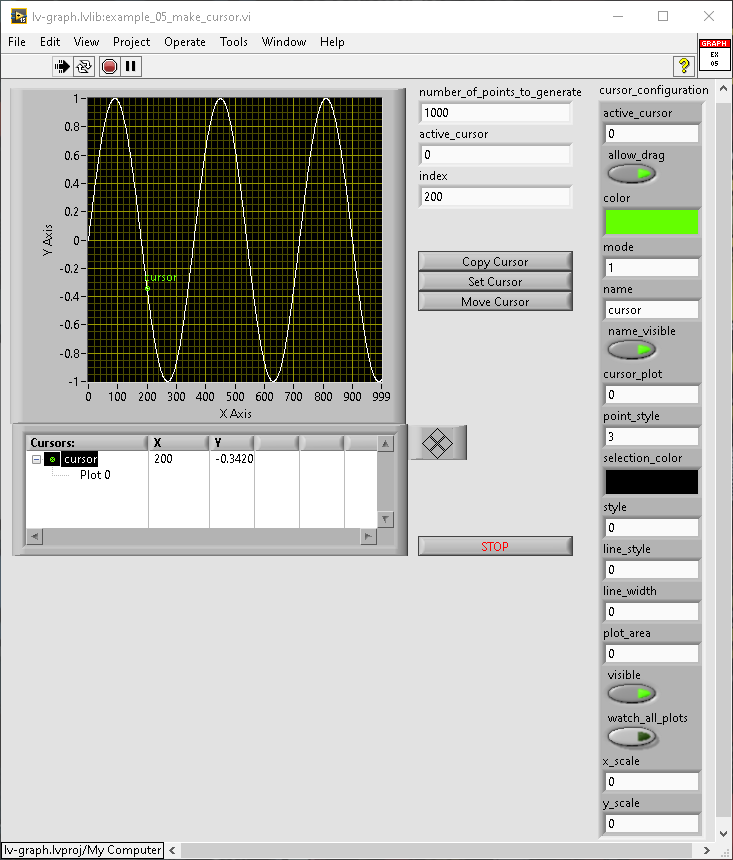 lv-graph.lvlib:example_05_make_cursor.vi
File Edit View Project Operate Tools Window Help
GRAPH
EX
05
1
0.8
0.6
0.4
0.2
0
-0.2
-0.4
-0.6
-0.8
-1
Y Axis
cursor
0 100 200 300 400 500 600 700 800 900 999
X Axis
Cursors: X Y
cursor 200 -0.3420
Plot 0
number_of_points_to_generate
1000
active_cursor
0
index
200
Copy Cursor
Set Cursor
Move Cursor
STOP
cursor_configuration
active_cursor
0
allow_drag
color
mode
1
name
cursor
name_visible
cursor_plot
0
point_style
3
selection_color
style
0
line_style
0
line_width
0
plot_area
0
visible
watch_all_plots
x_scale
0
y_scale
0
lv-graph.lvproj/My Computer